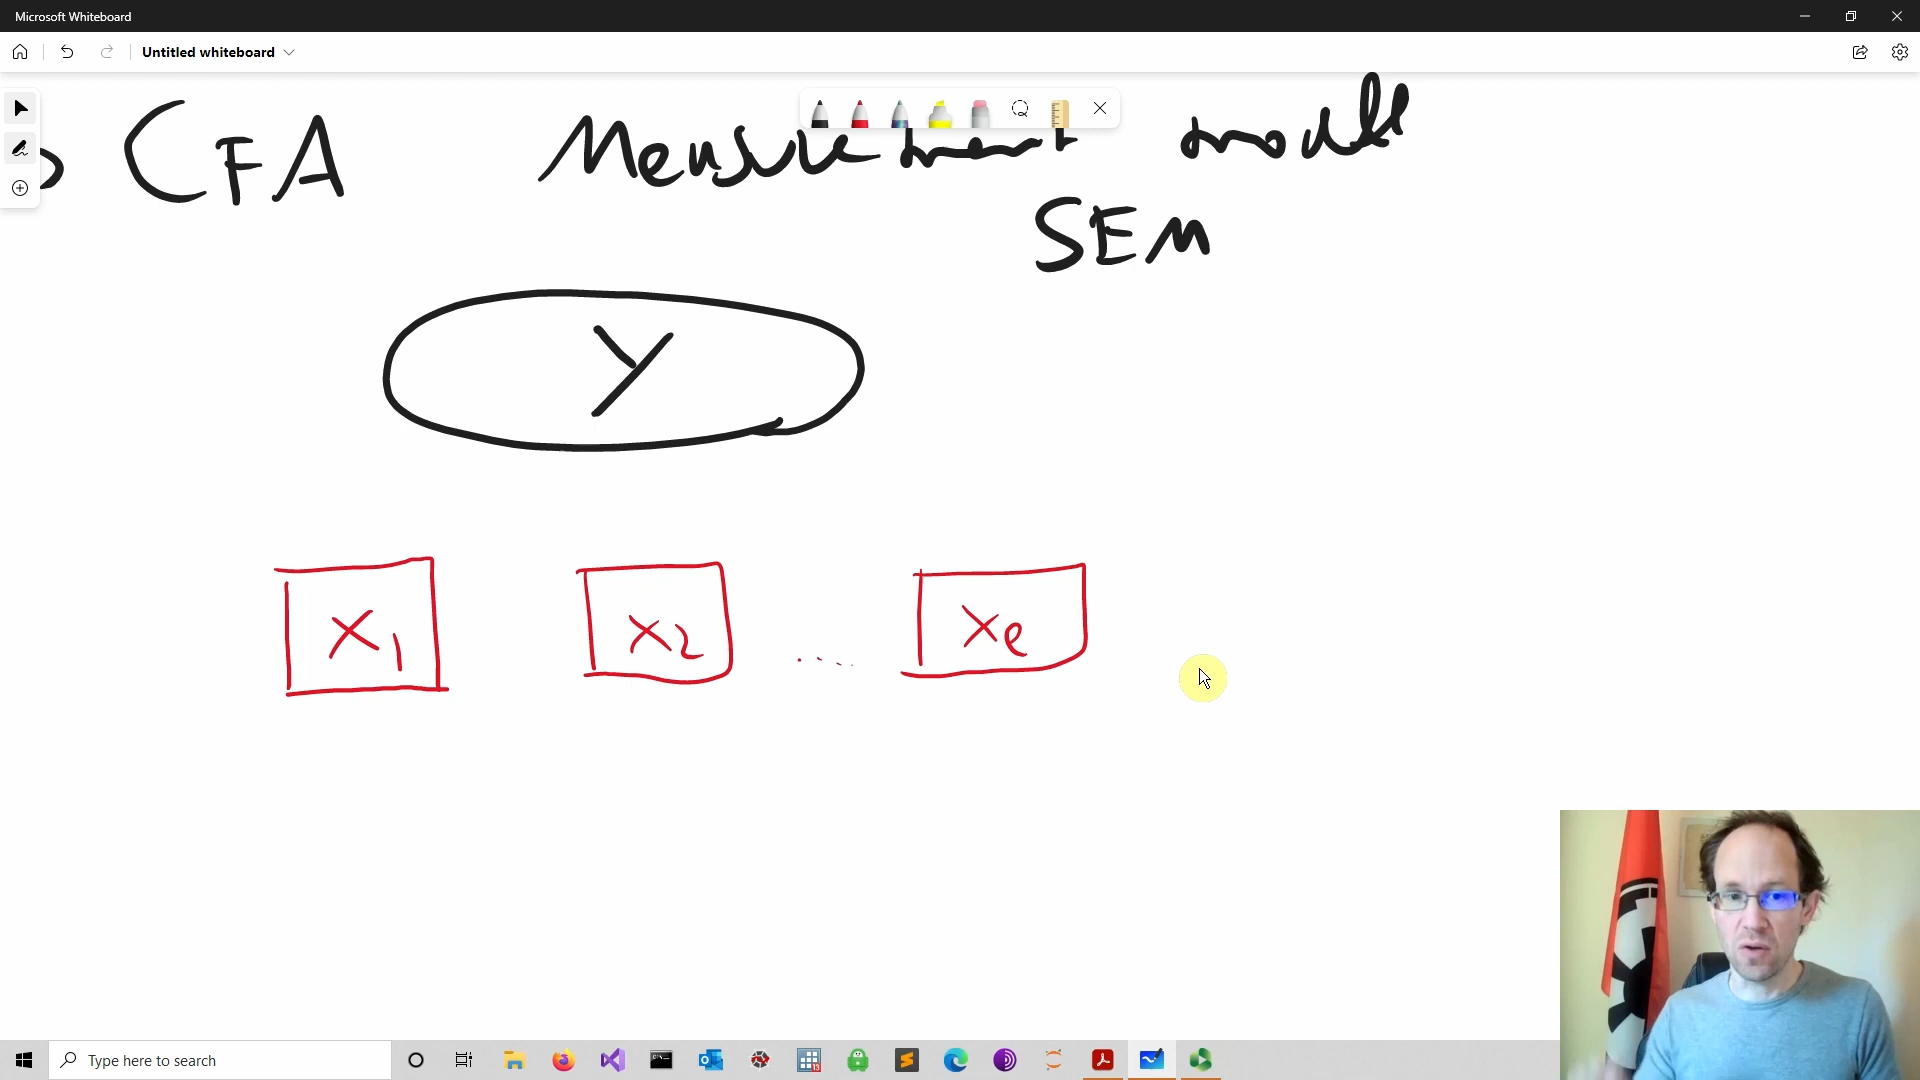 Microsoft Whiteboard
Untitled whiteboard
CFA Measurement model
SEM
Y
X1 X2 ..... Xe
Type here to search